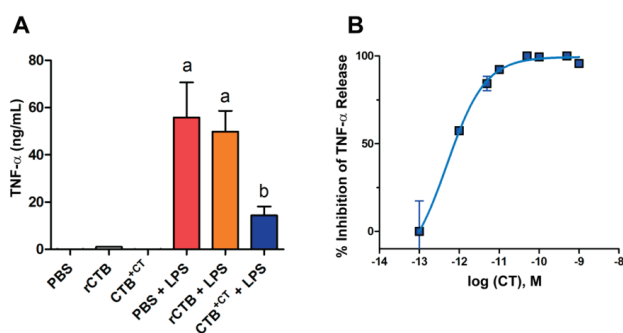 A
TNF-α (ng/mL)
80
60
40
20
0
a
a
b
PBS
rCTB
CTB+CT
PBS + LPS
rCTB + LPS
CTB+CT + LPS
B
% Inhibition of TNF-α Release
100
50
0
-14
-13
-12
-11
-10
-9
-8
log (CT), M